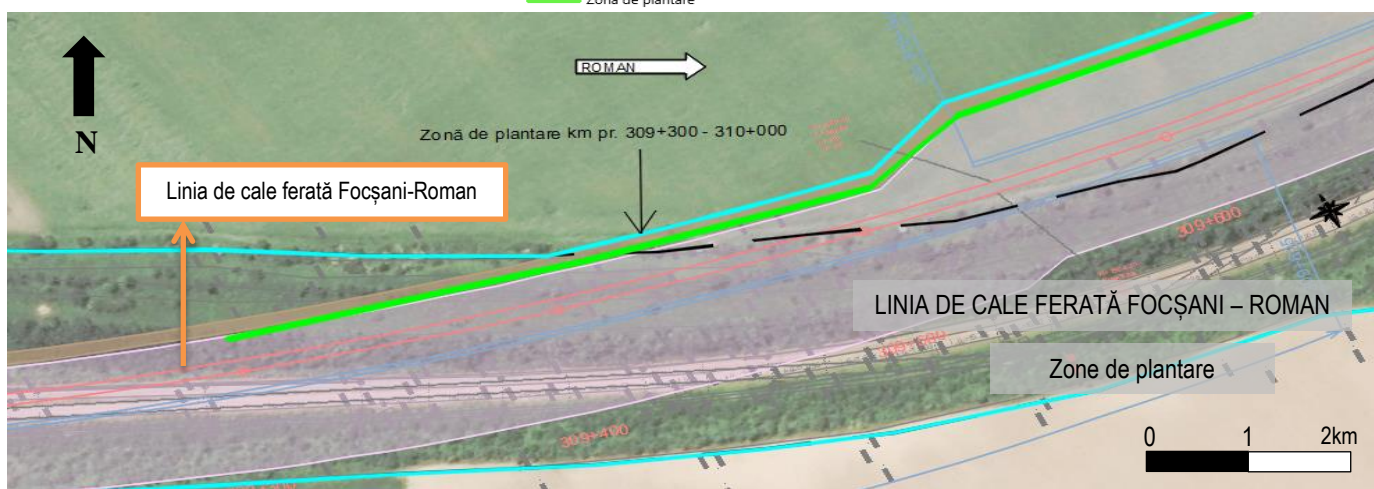 Zona de plantare
ROMAN
N
Zonă de plantare km pr. 309+300 - 310+000
Linia de cale ferată Focșani-Roman
309+600
LINIA DE CALE FERATĂ FOCȘANI – ROMAN
Zone de plantare
309+400
0 1 2km